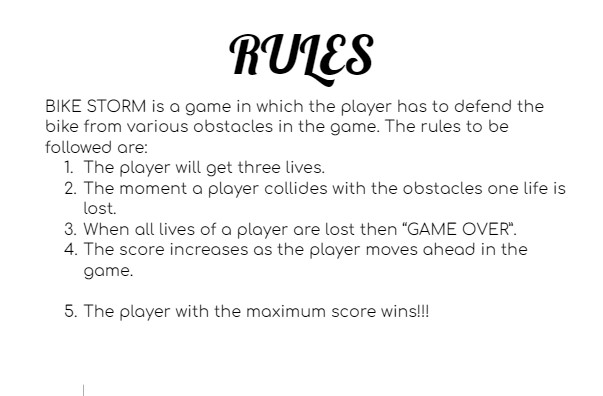 RULES
BIKE STORM is a game in which the player has to defend the
bike from various obstacles in the game. The rules to be
followed are:
1. The player will get three lives.
2. The moment a player collides with the obstacles one life is
lost.
3. When all lives of a player are lost then “GAME OVER”.
4. The score increases as the player moves ahead in the
game.
5. The player with the maximum score wins!!!